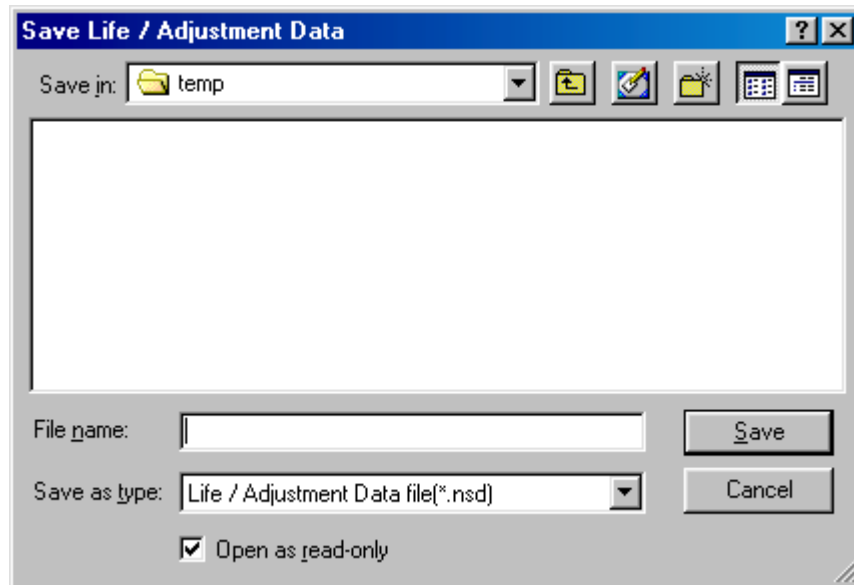 Save Life / Adjustment Data
Save in: temp
File name:
Save
Save as type: Life / Adjustment Data file(*.nsd)
Cancel
Open as read-only